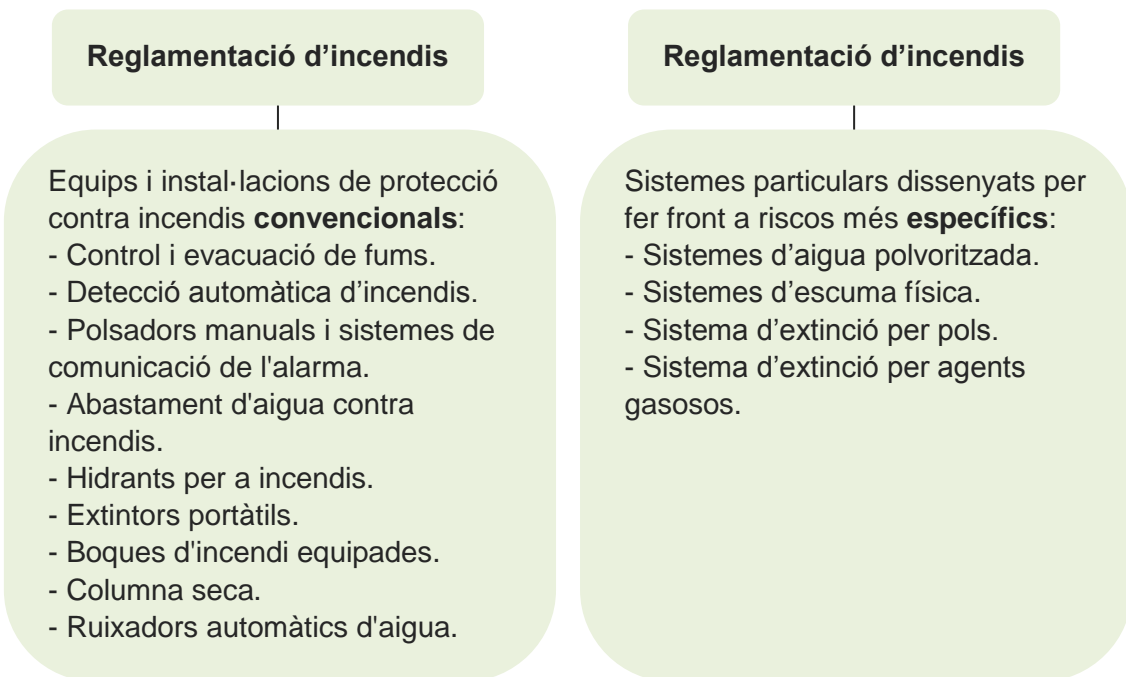 Reglamentació d’incendis
Equips i instal·lacions de protecció
contra incendis convencionals:
- Control i evacuació de fums.
- Detecció automàtica d’incendis.
- Polsadors manuals i sistemes de
comunicació de l'alarma.
- Abastament d'aigua contra
incendis.
- Hidrants per a incendis.
- Extintors portàtils.
- Boques d'incendi equipades.
- Columna seca.
- Ruixadors automàtics d'aigua.
Reglamentació d’incendis
Sistemes particulars dissenyats per
fer front a riscos més específics:
- Sistemes d’aigua polvoritzada.
- Sistemes d’escuma física.
- Sistema d’extinció per pols.
- Sistema d’extinció per agents
gasosos.